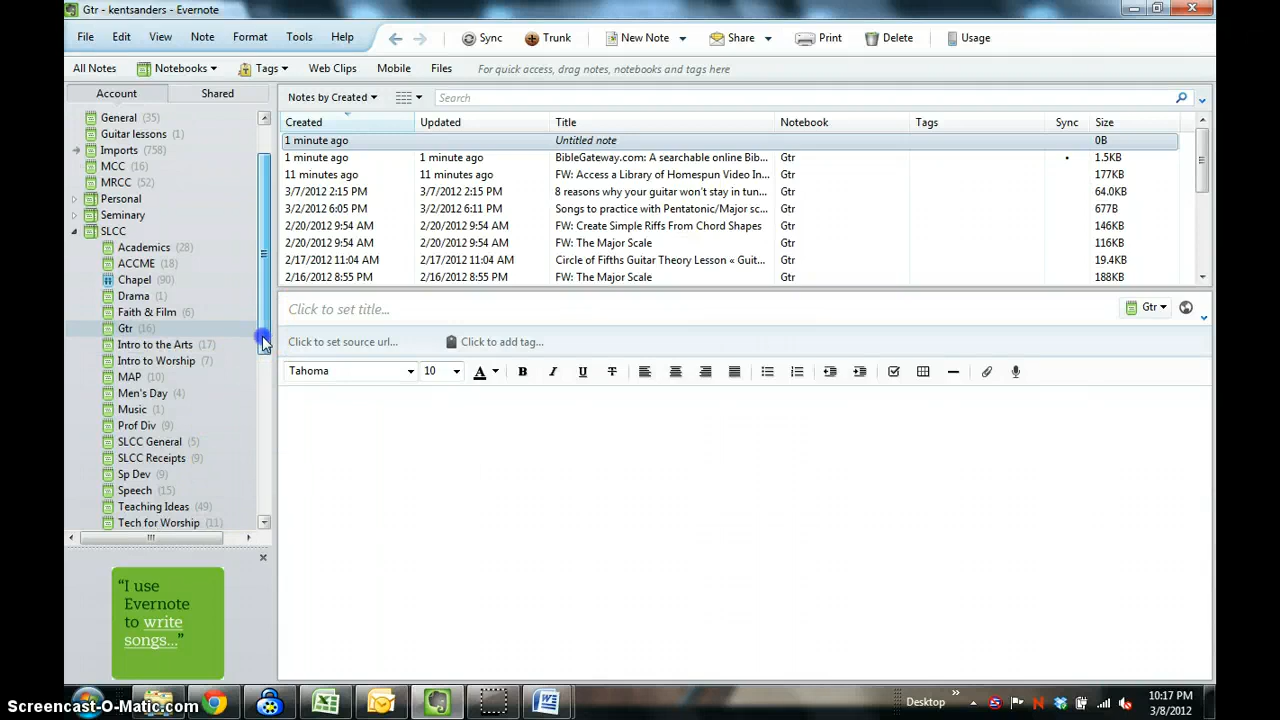 Gtr - kentsanders - Evernote
File Edit View Note Format Tools Help
Sync Trunk New Note Share Print Delete Usage
All Notes Notebooks Tags Web Clips Mobile Files For quick access, drag notes, notebooks and tags here
Account Shared
General (35)
Guitar lessons (1)
Imports (758)
MCC (16)
MRCC (52)
Personal
Seminary
SLCC
Academics (28)
ACCME (18)
Chapel (90)
Drama (1)
Faith & Film (6)
Gtr (16)
Intro to the Arts (17)
Intro to Worship (7)
MAP (10)
Men's Day (4)
Music (1)
Prof Div (9)
SLCC General (5)
SLCC Receipts (9)
Sp Dev (9)
Speech (15)
Teaching Ideas (49)
Tech for Worship (11)
"I use
Evernote
to write
songs..."
Notes by Created Search
Created Updated Title Notebook Tags Sync Size
1 minute ago Untitled note 0B
1 minute ago 1 minute ago BibleGateway.com: A searchable online Bib... Gtr 1.5KB
11 minutes ago 11 minutes ago FW: Access a Library of Homespun Video In... Gtr 177KB
3/7/2012 2:15 PM 3/7/2012 2:15 PM 8 reasons why your guitar won't stay in tun... Gtr 64.0KB
3/2/2012 6:05 PM 3/2/2012 6:11 PM Songs to practice with Pentatonic/Major sc... Gtr 677B
2/20/2012 9:54 AM 2/20/2012 9:54 AM FW: Create Simple Riffs From Chord Shapes Gtr 146KB
2/20/2012 9:54 AM 2/20/2012 9:54 AM FW: The Major Scale Gtr 116KB
2/17/2012 11:04 AM 2/17/2012 11:04 AM Circle of Fifths Guitar Theory Lesson « Guit... Gtr 19.4KB
2/16/2012 8:55 PM 2/16/2012 8:55 PM FW: The Major Scale Gtr 188KB
Click to set title... Gtr
Click to set source url... Click to add tag...
Tahoma 10 A B I U T
Desktop » 10:17 PM
3/8/2012
Screencast-O-Matic.com